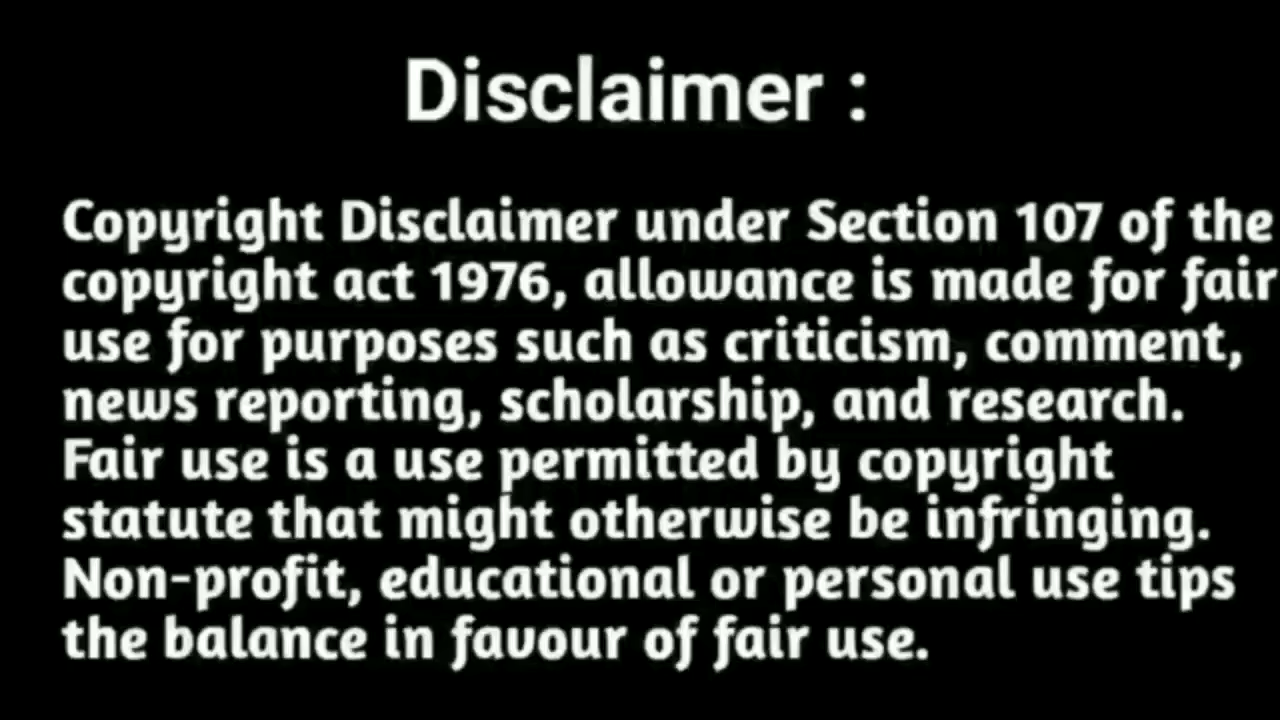 Disclaimer :
Copyright Disclaimer under Section 107 of the
copyright act 1976, allowance is made for fair
use for purposes such as criticism, comment,
news reporting, scholarship, and research.
Fair use is a use permitted by copyright
statute that might otherwise be infringing.
Non-profit, educational or personal use tips
the balance in favour of fair use.